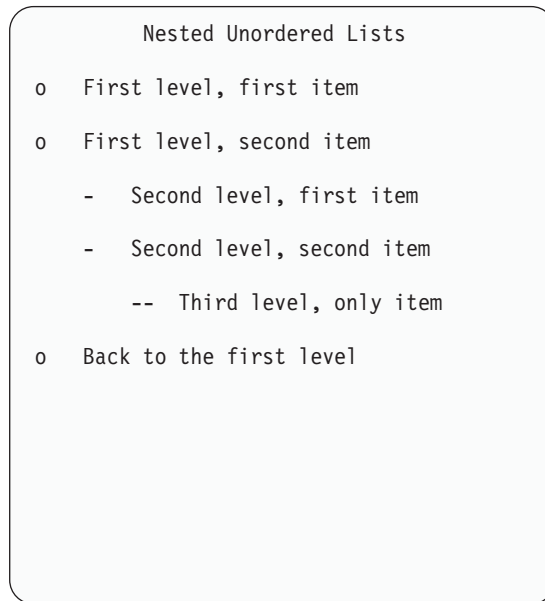 Nested Unordered Lists
o First level, first item
o First level, second item
- Second level, first item
- Second level, second item
-- Third level, only item
o Back to the first level